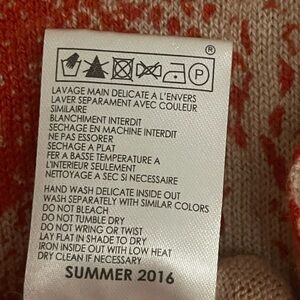 ®
P
LAVAGE MAIN DELICATE A L'ENVERS
LAVER SEPARAMENT AVEC COULEUR
SIMILAIRE
BLANCHIMENT INTERDIT
SECHAGE EN MACHINE INTERDIT
NE PAS ESSORER
SECHAGE A PLAT
FER A BASSE TEMPERATURE A
L'INTERIEUR SEULEMENT
NETTOYAGE A SEC SI NECESSAIRE
HAND WASH DELICATE INSIDE OUT
WASH SEPARATELY WITH SIMILAR COLORS
DO NOT BLEACH
DO NOT TUMBLE DRY
DO NOT WRING OR TWIST
LAY FLAT IN SHADE TO DRY
IRON INSIDE OUT WITH LOW HEAT
DRY CLEAN IF NECESSARY
SUMMER 2016